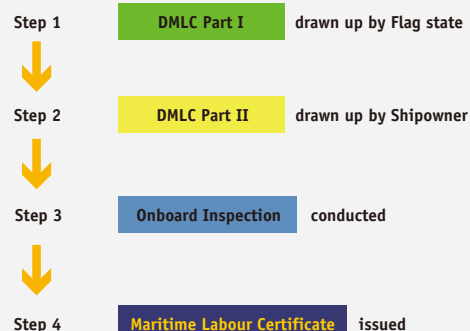 Step 1 DMLC Part I drawn up by Flag state
Step 2 DMLC Part II drawn up by Shipowner
Step 3 Onboard Inspection conducted
Step 4 Maritime Labour Certificate issued